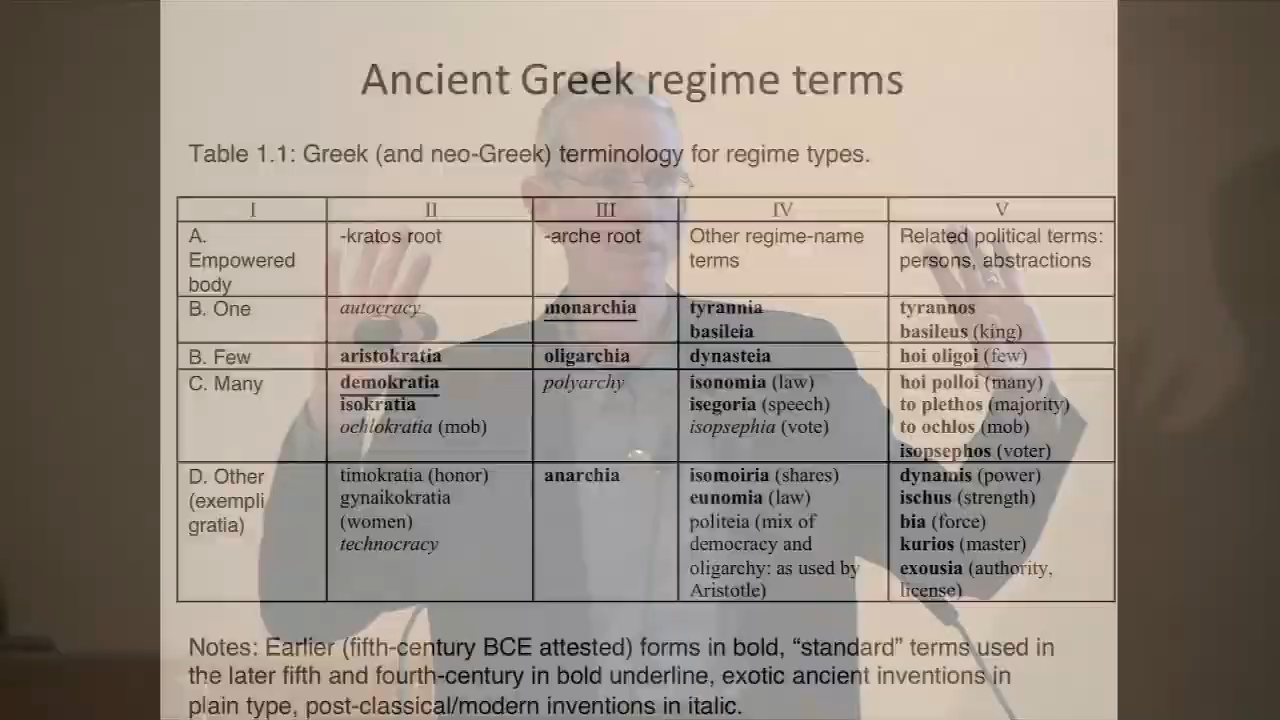 Ancient Greek regime terms
Table 1.1: Greek (and neo-Greek) terminology for regime types.
I II III IV V
A. Empowered body
-kratos root
-arche root
Other regime-name terms
Related political terms: persons, abstractions
B. One
autocracy
monarchia
tyrannia
basileia
tyrannos
basileus (king)
B. Few
aristokratia
oligarchia
dynasteia
hoi oligoi (few)
C. Many
demokratia
isokratia
ochlokratia (mob)
polyarchy
isonomia (law)
isegoria (speech)
isopsephia (vote)
hoi polloi (many)
to plethos (majority)
to ochlos (mob)
isopsephos (voter)
D. Other
(exempli
gratia)
timokratia (honor)
gynaikokratia
(women)
technocracy
anarchia
isomoiria (shares)
eunomia (law)
politeia (mix of
democracy and
oligarchy: as used by
Aristotle)
dynamis (power)
ischus (strength)
bia (force)
kurios (master)
exousia (authority,
license)
Notes: Earlier (fifth-century BCE attested) forms in bold, “standard” terms used in
the later fifth and fourth-century in bold underline, exotic ancient inventions in
plain type, post-classical/modern inventions in italic.